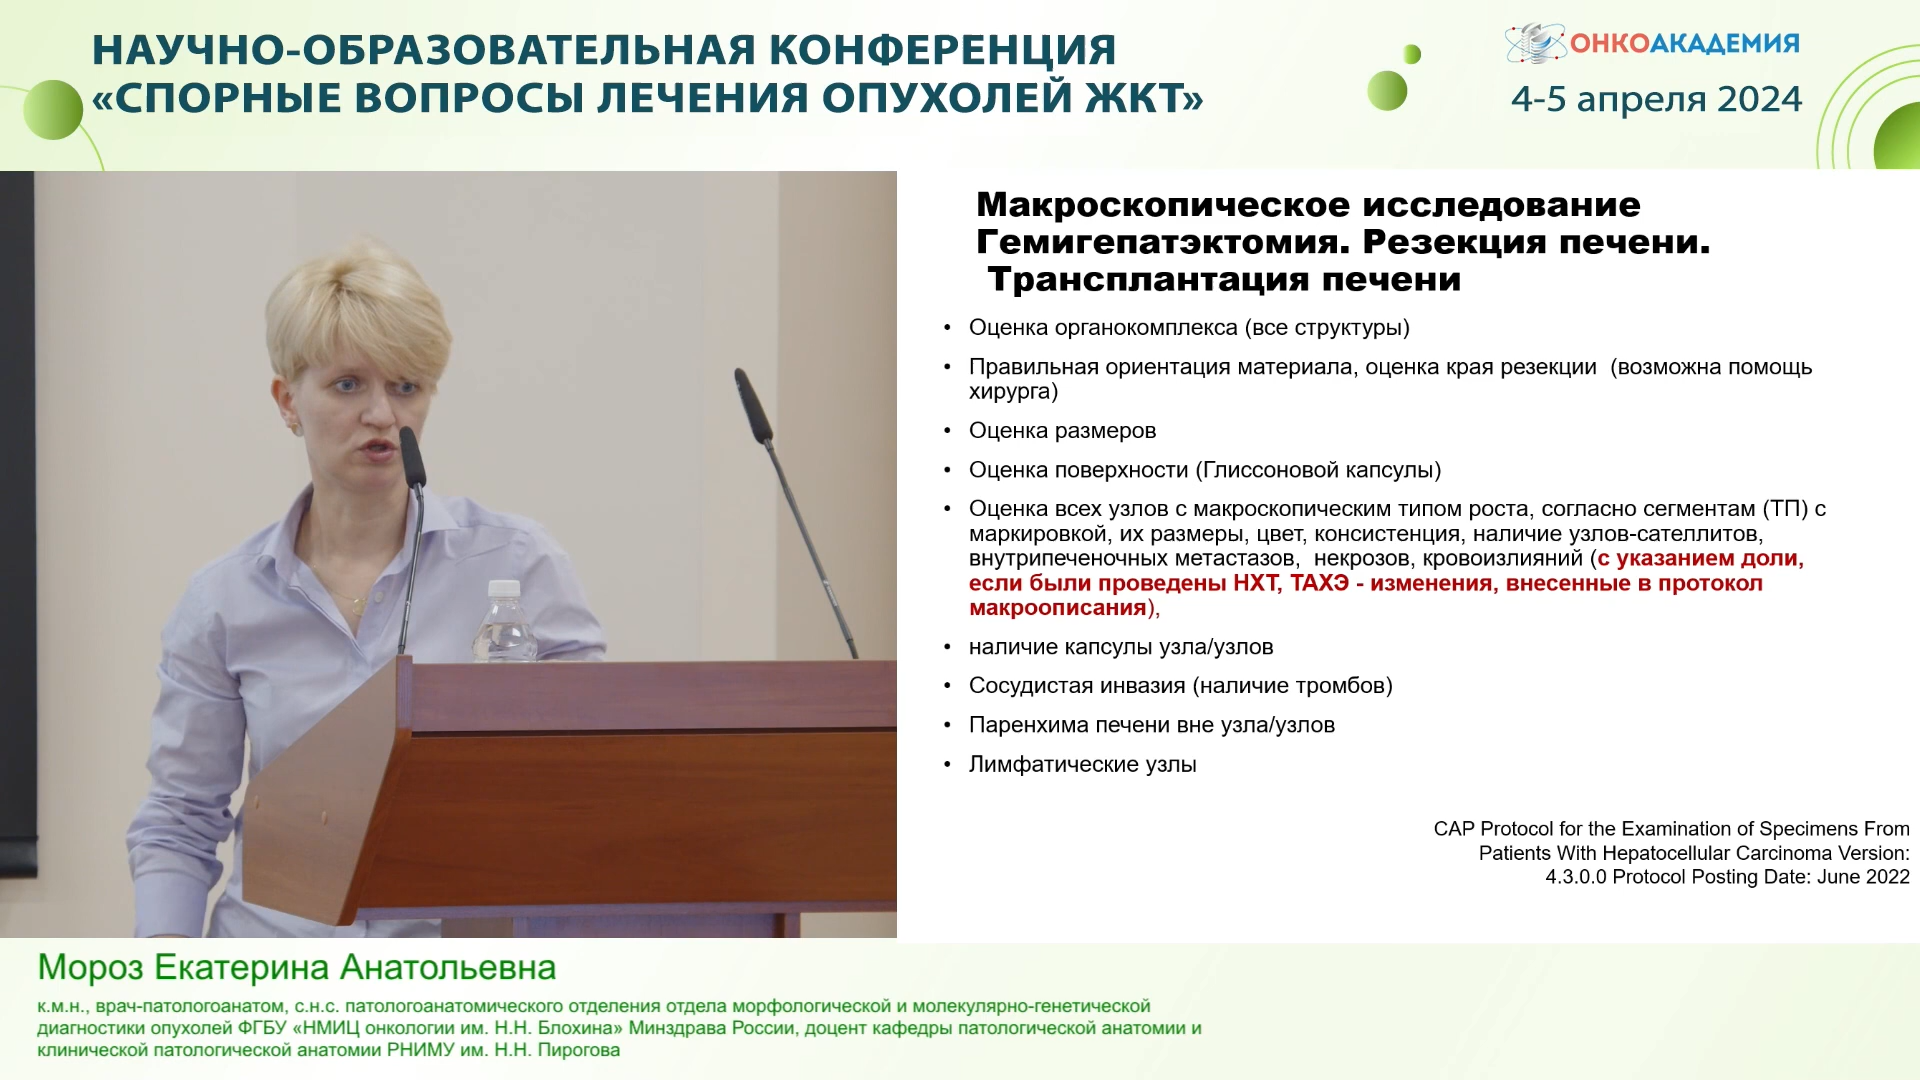 НАУЧНО-ОБРАЗОВАТЕЛЬНАЯ КОНФЕРЕНЦИЯ
«СПОРНЫЕ ВОПРОСЫ ЛЕЧЕНИЯ ОПУХОЛЕЙ ЖКТ»
ОНКОАКАДЕМИЯ
4-5 апреля 2024
Макроскопическое исследование
Гемигепатэктомия. Резекция печени.
Трансплантация печени
• Оценка органокомплекса (все структуры)
• Правильная ориентация материала, оценка края резекции (возможна помощь
хирурга)
• Оценка размеров
• Оценка поверхности (Глиссоновой капсулы)
• Оценка всех узлов с макроскопическим типом роста, согласно сегментам (ТП) с
маркировкой, их размеры, цвет, консистенция, наличие узлов-сателлитов,
внутрипеченочных метастазов, некрозов, кровоизлияний (с указанием доли,
если были проведены НХТ, ТАХЭ - изменения, внесенные в протокол
макроописания),
• наличие капсулы узла/узлов
• Сосудистая инвазия (наличие тромбов)
• Паренхима печени вне узла/узлов
• Лимфатические узлы
CAP Protocol for the Examination of Specimens From
Patients With Hepatocellular Carcinoma Version:
4.3.0.0 Protocol Posting Date: June 2022
Мороз Екатерина Анатольевна
к.м.н., врач-патологоанатом, с.н.с. патологоанатомического отделения отдела морфологической и молекулярно-генетической
диагностики опухолей ФГБУ «НМИЦ онкологии им. Н.Н. Блохина» Минздрава России, доцент кафедры патологической анатомии и
клинической патологической анатомии РНИМУ им. Н.Н. Пирогова